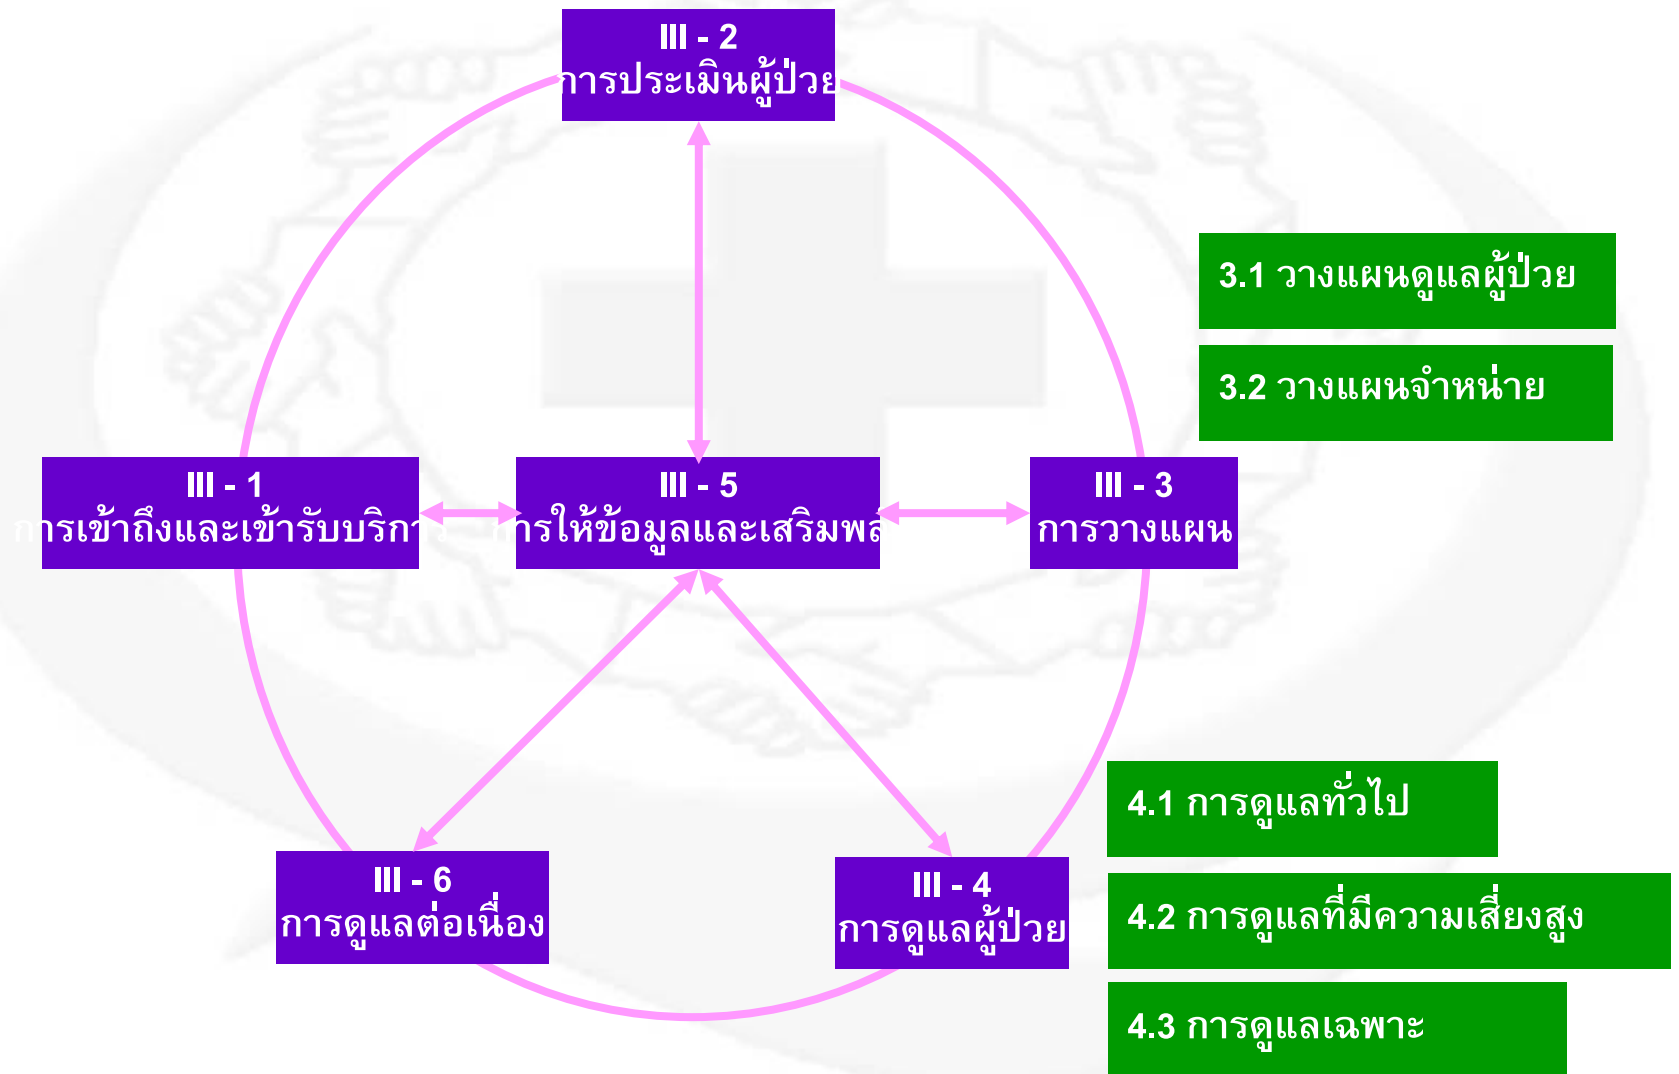 III - 2
การประเมินผู้ป่วย
3.1 วางแผนดูแลผู้ป่วย
3.2 วางแผนจำหน่าย
III - 1
การเข้าถึงและเข้ารับบริการ
III - 5
การให้ข้อมูลและเสริมพลัง
III - 3
การวางแผน
4.1 การดูแลทั่วไป
III - 6
การดูแลต่อเนื่อง
III - 4
การดูแลผู้ป่วย
4.2 การดูแลที่มีความเสี่ยงสูง
4.3 การดูแลเฉพาะ